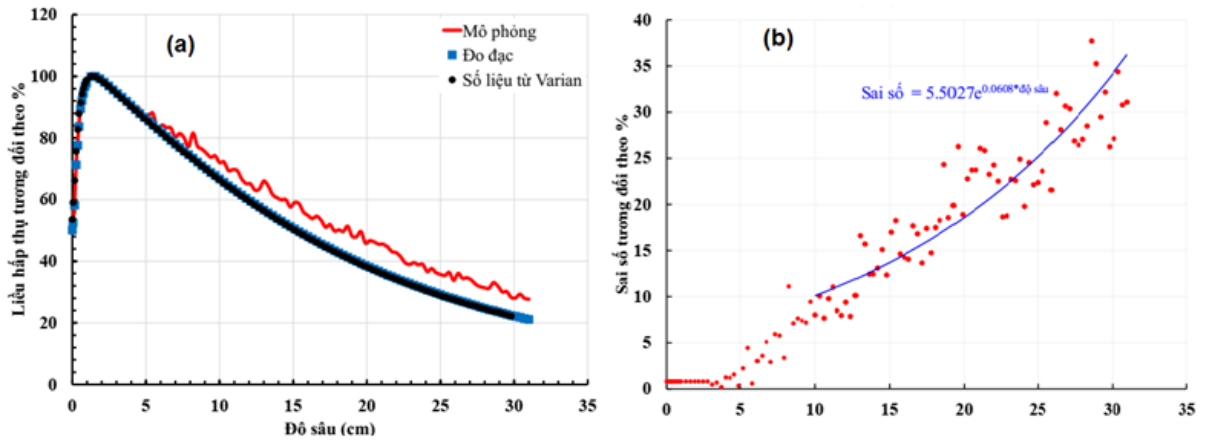 (a)
Mô phỏng
Đo đạc
Số liệu từ Varian
Liều hấp thụ tương đối theo %
120
100
80
60
40
20
0
0 5 10 15 20 25 30 35
Độ sâu (cm)
(b)
Sai số = 5.5027e^0.0608*độ sâu
Sai số tương đối theo %
40
35
30
25
20
15
10
5
0
0 5 10 15 20 25 30 35